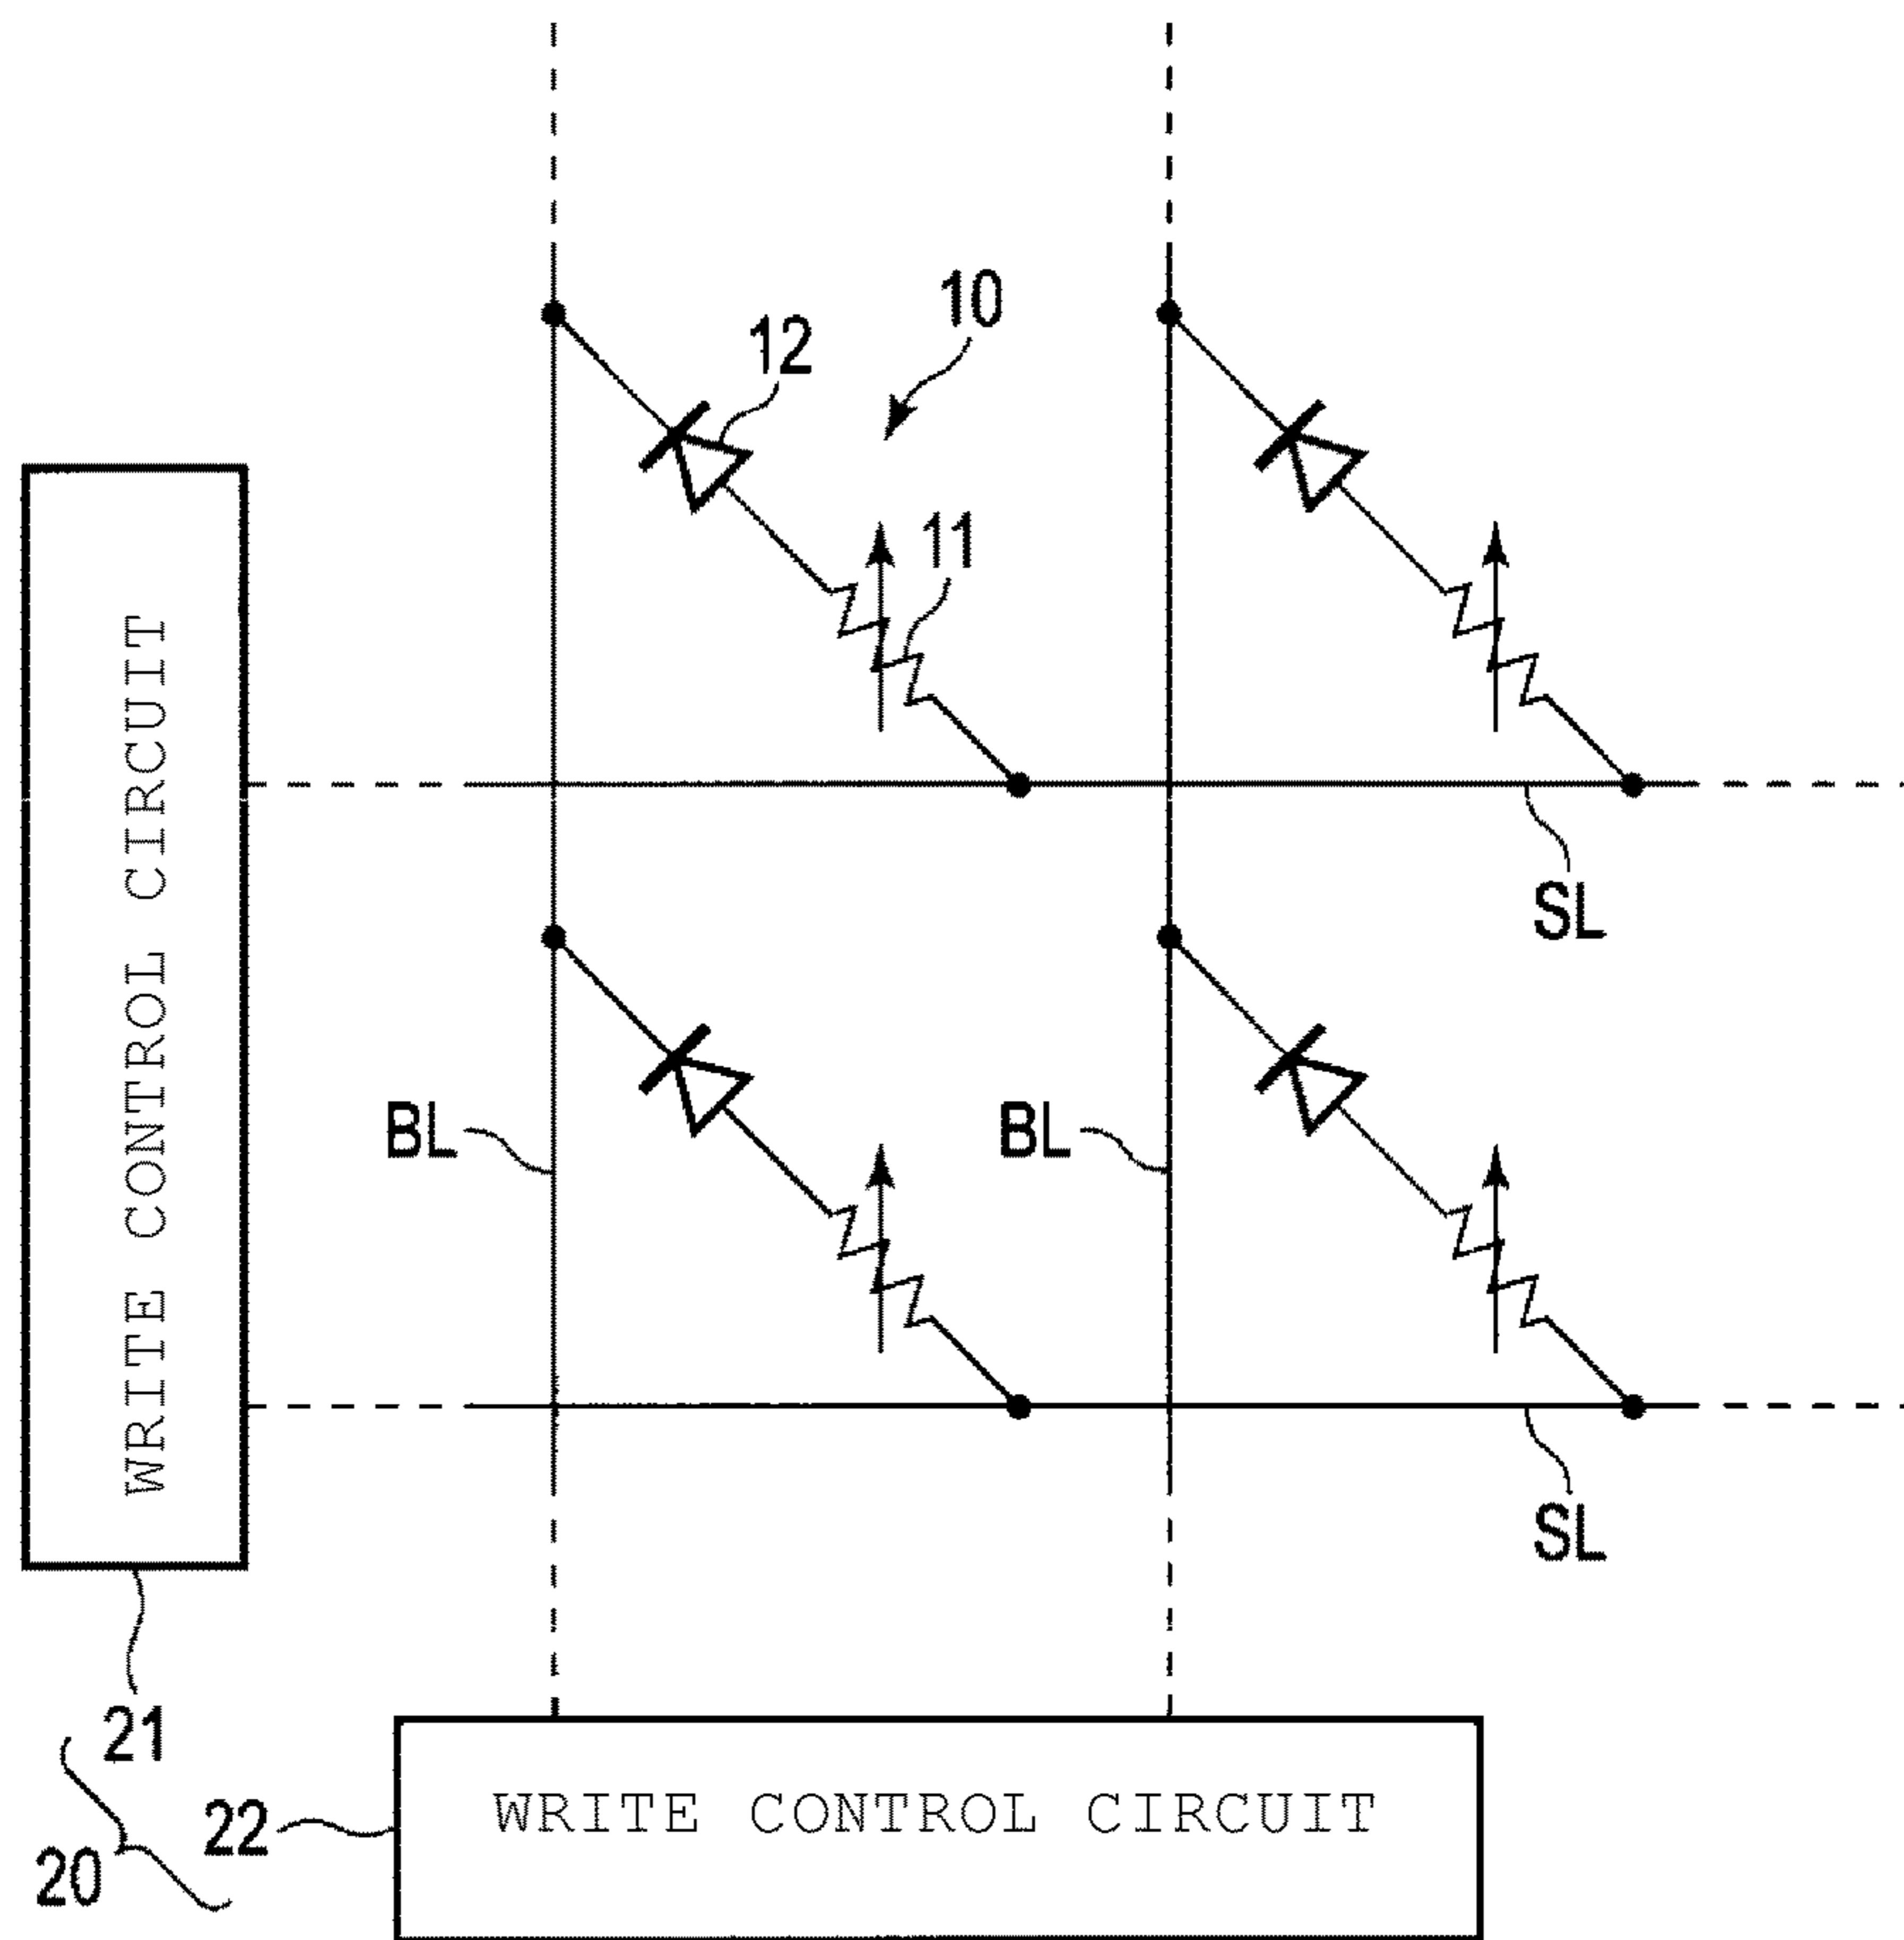 10
12
11
SL
BL
BL
SL
WRITE CONTROL CIRCUIT
21
22
20
WRITE CONTROL CIRCUIT